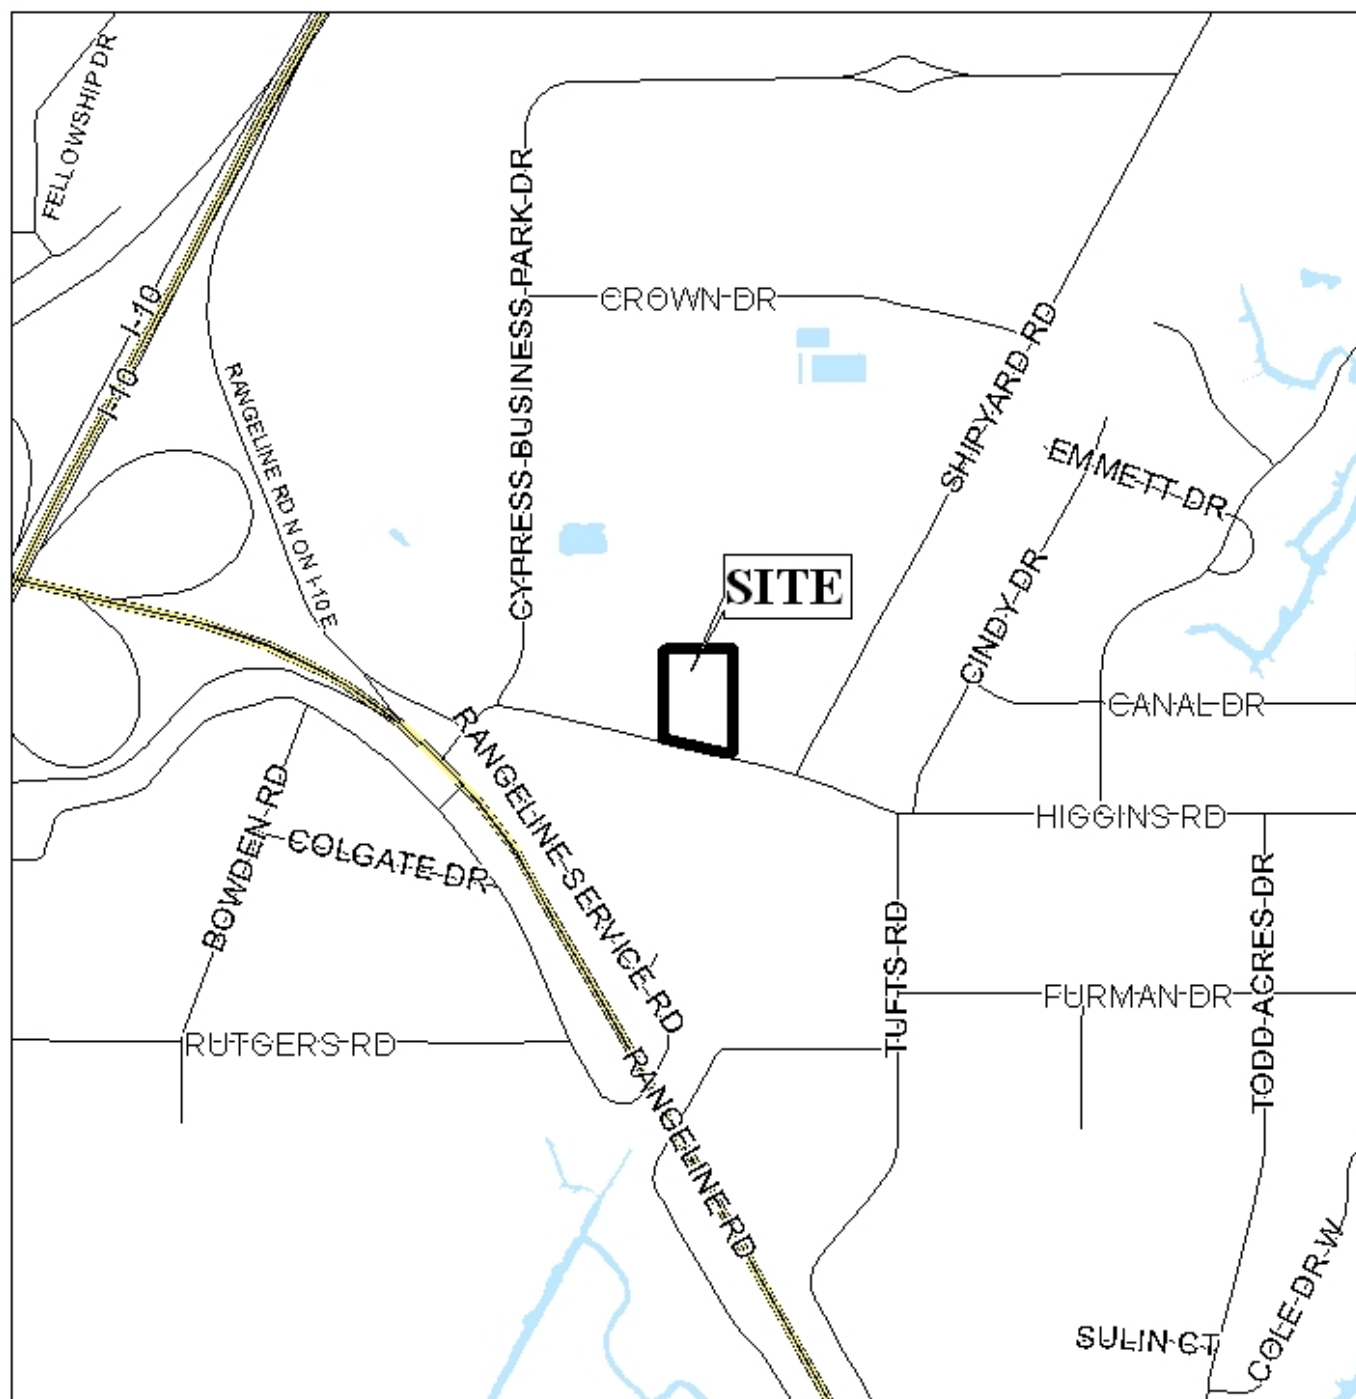 FELLOWSHIP DR
I-10
I-10
RANGELINE RD N ON I-10 E
CYPRESS BUSINESS PARK DR
CROWN DR
SHIPYARD RD
EMMETT DR
CINDY DR
SITE
CANAL DR
RANGELINE SERVICE RD
BOWDEN RD
COLGATE DR
HIGGINS RD
TUFTS RD
TODD ACRES DR
FURMAN DR
RUTGERS RD
RANGELINE RD
SULIN CT
COLE DR W